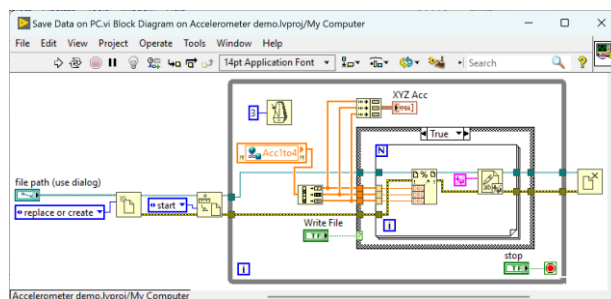 Save Data on PC.vi Block Diagram on Accelerometer demo.lvproj/My Computer
File Edit View Project Operate Tools Window Help
14pt Application Font
Search
XYZ Acc
3
True
N
Acc1to4
file path (use dialog)
replace or create
start
Write File
TF
i
stop
TF
i
Accelerometer demo.lvproj/My Computer